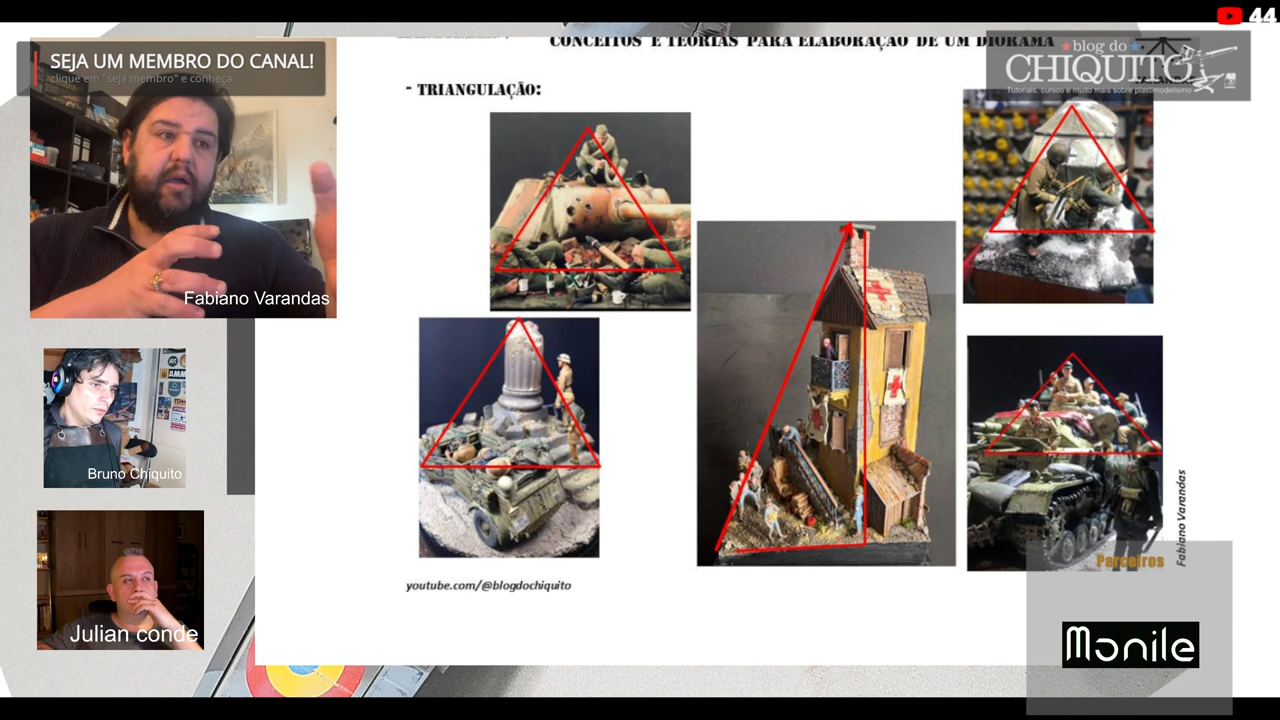 44
SEJA UM MEMBRO DO CANAL!
clique em "seja membro" e conheça
CONCEITOS E TEORIAS PARA ELABORAÇÃO DE UM DIORAMA
blog do
CHIQUITO
Tutoriais, cursos e muito mais sobre plastimodelismo
- TRIANGULAÇÃO:
Fabiano Varandas
Bruno Chiquito
Julian conde
Fabiano Varandas
Parceiros
youtube.com/@blogdochiquito
Monile